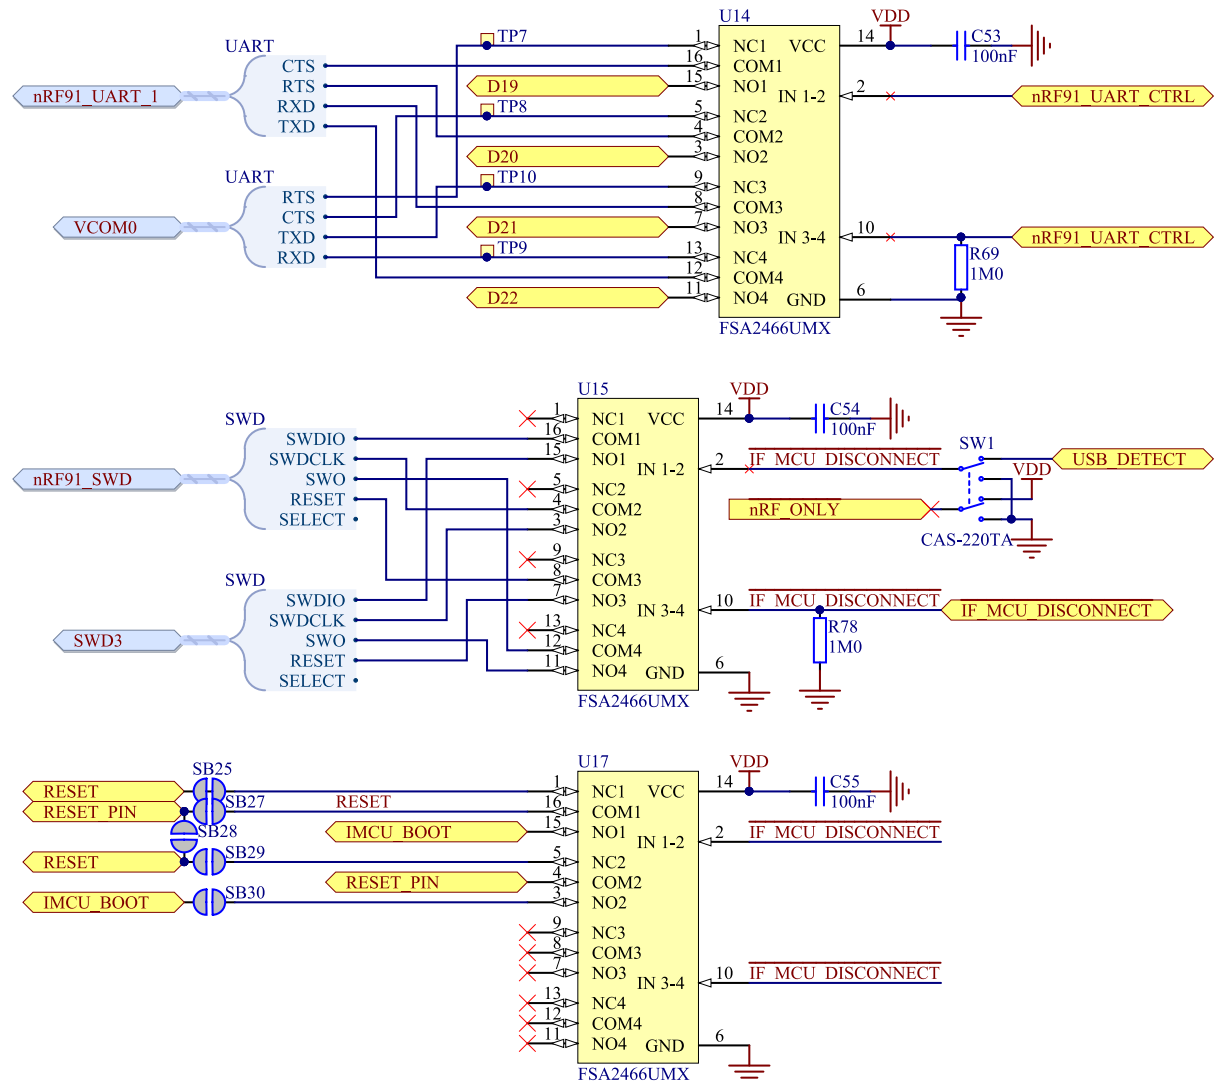 U14
VDD
UART
CTS
RTS
RXD
TXD
nRF91_UART_1
UART
RTS
CTS
TXD
RXD
VCOM0
TP7
D19
TP8
D20
TP10
D21
TP9
D22
1 NC1
16 COM1
15 NO1
5 NC2
4 COM2
3 NO2
9 NC3
8 COM3
7 NO3
13 NC4
12 COM4
11 NO4
VCC 14
IN 1-2 2
IN 3-4 10
GND 6
C53
100nF
nRF91_UART_CTRL
nRF91_UART_CTRL
R69
1M0
FSA2466UMX
U15
VDD
SWD
SWDIO
SWDCLK
SWO
RESET
SELECT
nRF91_SWD
SWD
SWDIO
SWDCLK
SWO
RESET
SELECT
SWD3
1 NC1
16 COM1
15 NO1
5 NC2
4 COM2
3 NO2
9 NC3
8 COM3
7 NO3
13 NC4
12 COM4
11 NO4
VCC 14
IN 1-2 2
IN 3-4 10
GND 6
C54
100nF
IF_MCU_DISCONNECT
SW1
USB_DETECT
VDD
nRF_ONLY
CAS-220TA
IF_MCU_DISCONNECT
IF_MCU_DISCONNECT
R78
1M0
FSA2466UMX
U17
VDD
SB25
RESET
SB27
RESET
RESET_PIN
SB28
IMCU_BOOT
RESET
SB29
RESET_PIN
IMCU_BOOT
SB30
1 NC1
16 COM1
15 NO1
5 NC2
4 COM2
3 NO2
9 NC3
8 COM3
7 NO3
13 NC4
12 COM4
11 NO4
VCC 14
IN 1-2 2
IN 3-4 10
GND 6
C55
100nF
IF_MCU_DISCONNECT
IF_MCU_DISCONNECT
FSA2466UMX